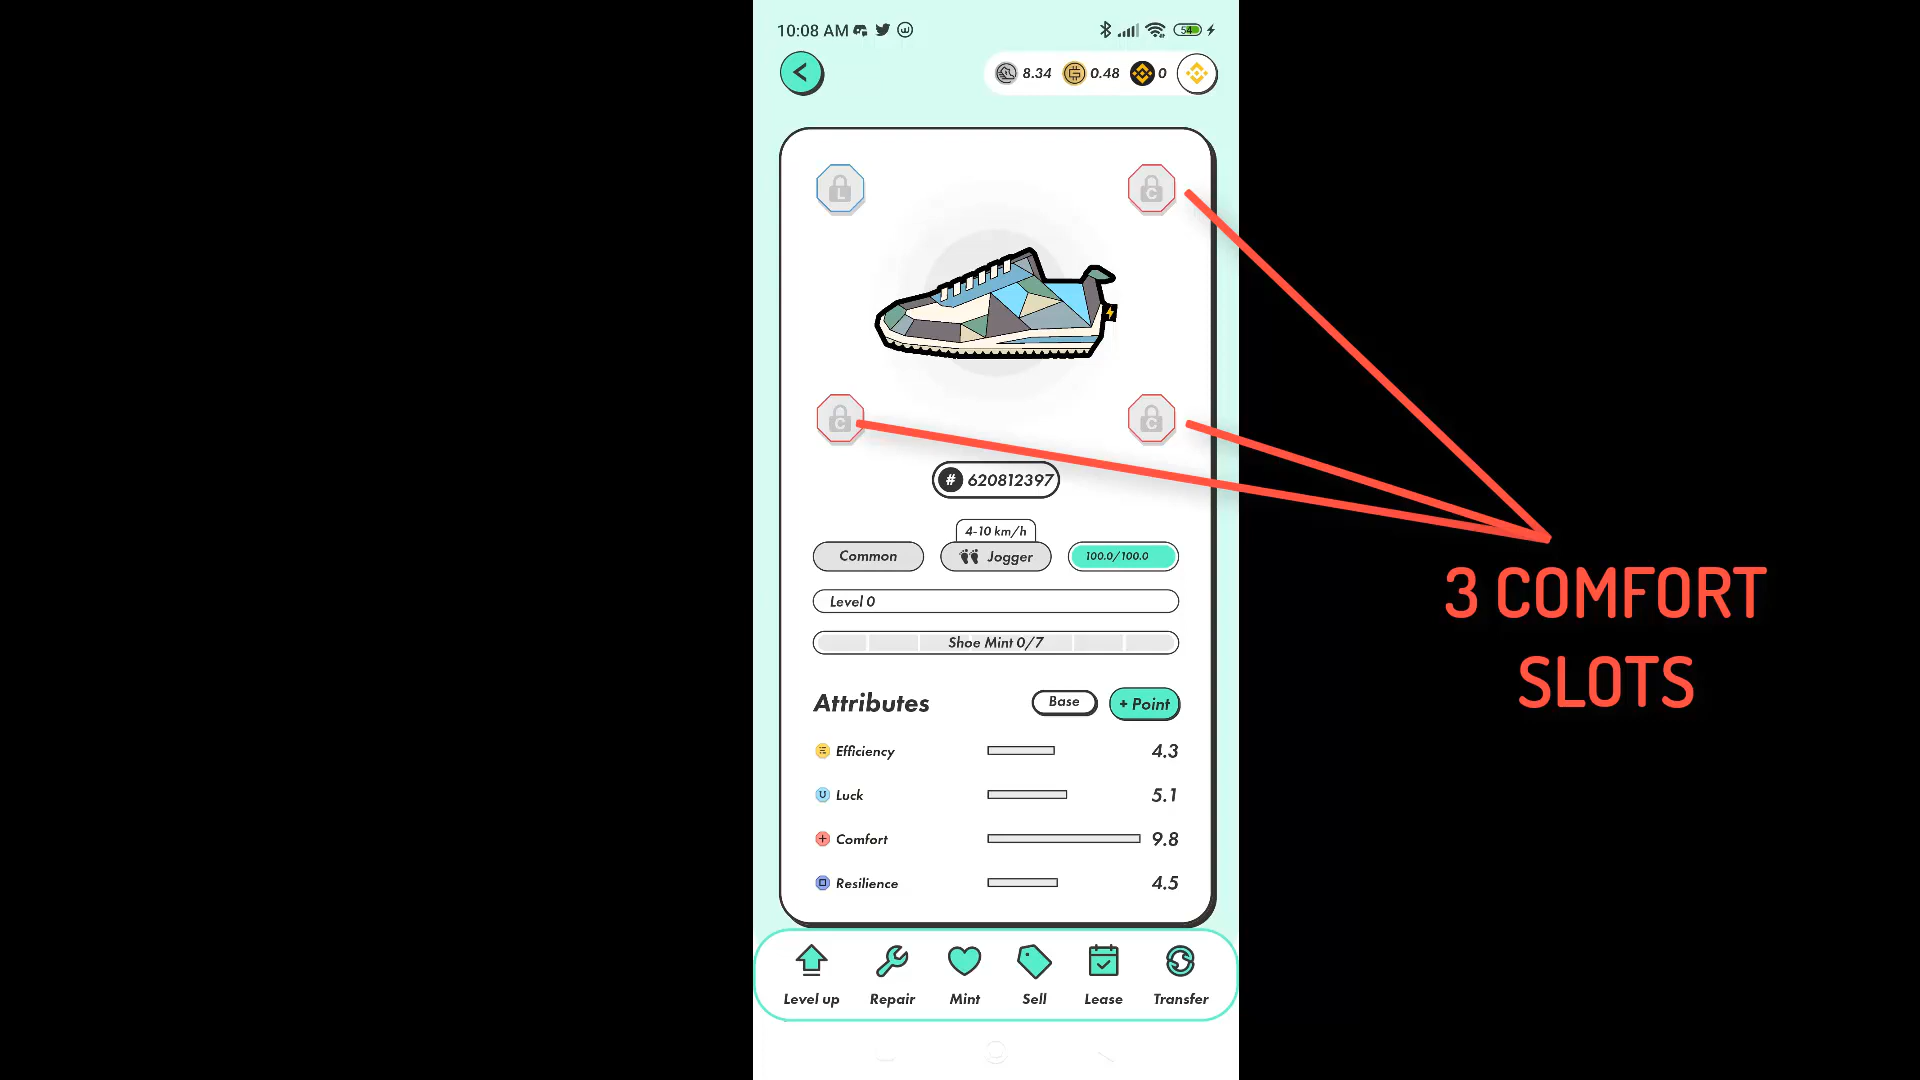 10:08 AM
54
8.34 0.48 0
L
C
C
C
# 620812397
4-10 km/h
Common
Jogger
100.0/100.0
Level 0
Shoe Mint 0/7
Attributes
Base
+ Point
Efficiency 4.3
Luck 5.1
Comfort 9.8
Resilience 4.5
Level up
Repair
Mint
Sell
Lease
Transfer
3 COMFORT
SLOTS